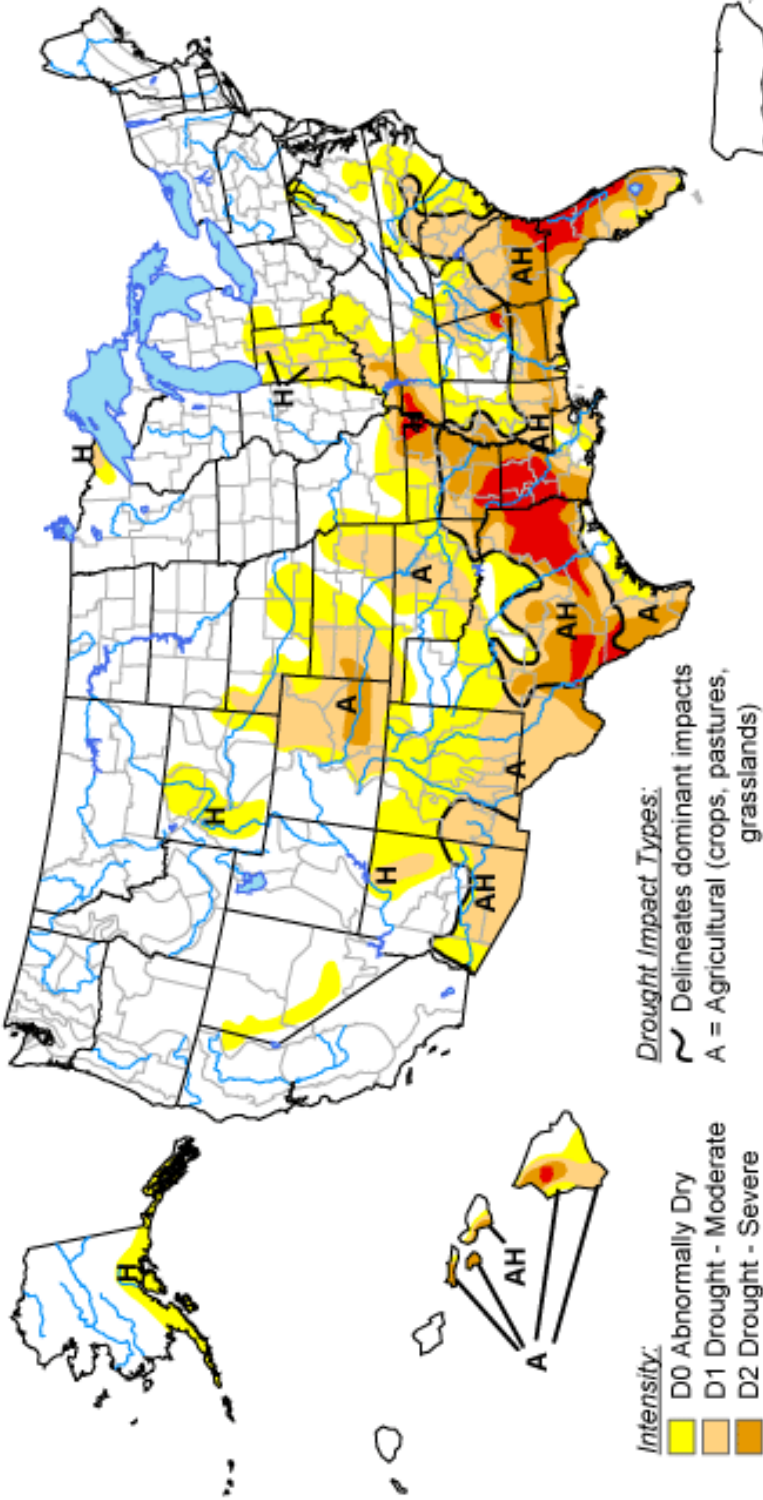 H
H
H
H
A
A
H
H
AH
AH
AH
AH
A
A
AH
A
Intensity:
D0 Abnormally Dry
D1 Drought - Moderate
D2 Drought - Severe
Drought Impact Types:
Delineates dominant impacts
A = Agricultural (crops, pastures,
grasslands)